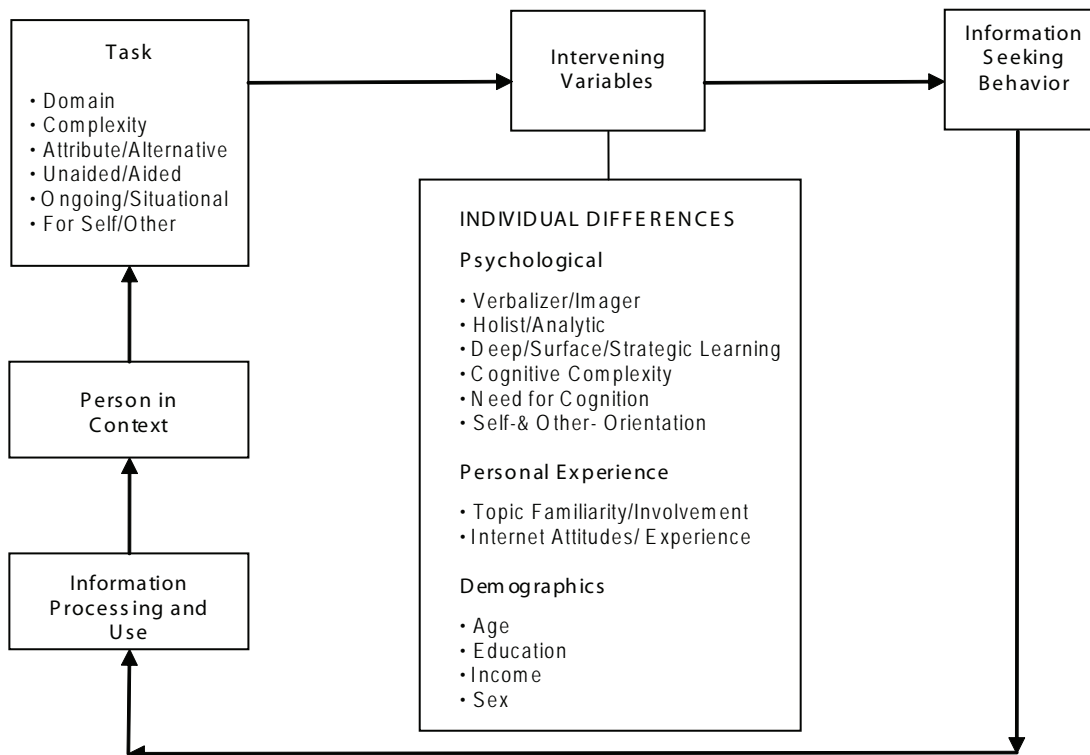 Task
• Domain
• Complexity
• Attribute/Alternative
• Unaided/Aided
• Ongoing/Situational
• For Self/Other
Intervening
Variables
Information
Seeking
Behavior
INDIVIDUAL DIFFERENCES
Psychological
• Verbalizer/Imager
• Holist/Analytic
• Deep/Surface/Strategic Learning
• Cognitive Complexity
• Need for Cognition
• Self-& Other- Orientation
Personal Experience
• Topic Familiarity/Involvement
• Internet Attitudes/ Experience
Demographics
• Age
• Education
• Income
• Sex
Person in
Context
Information
Processing and
Use